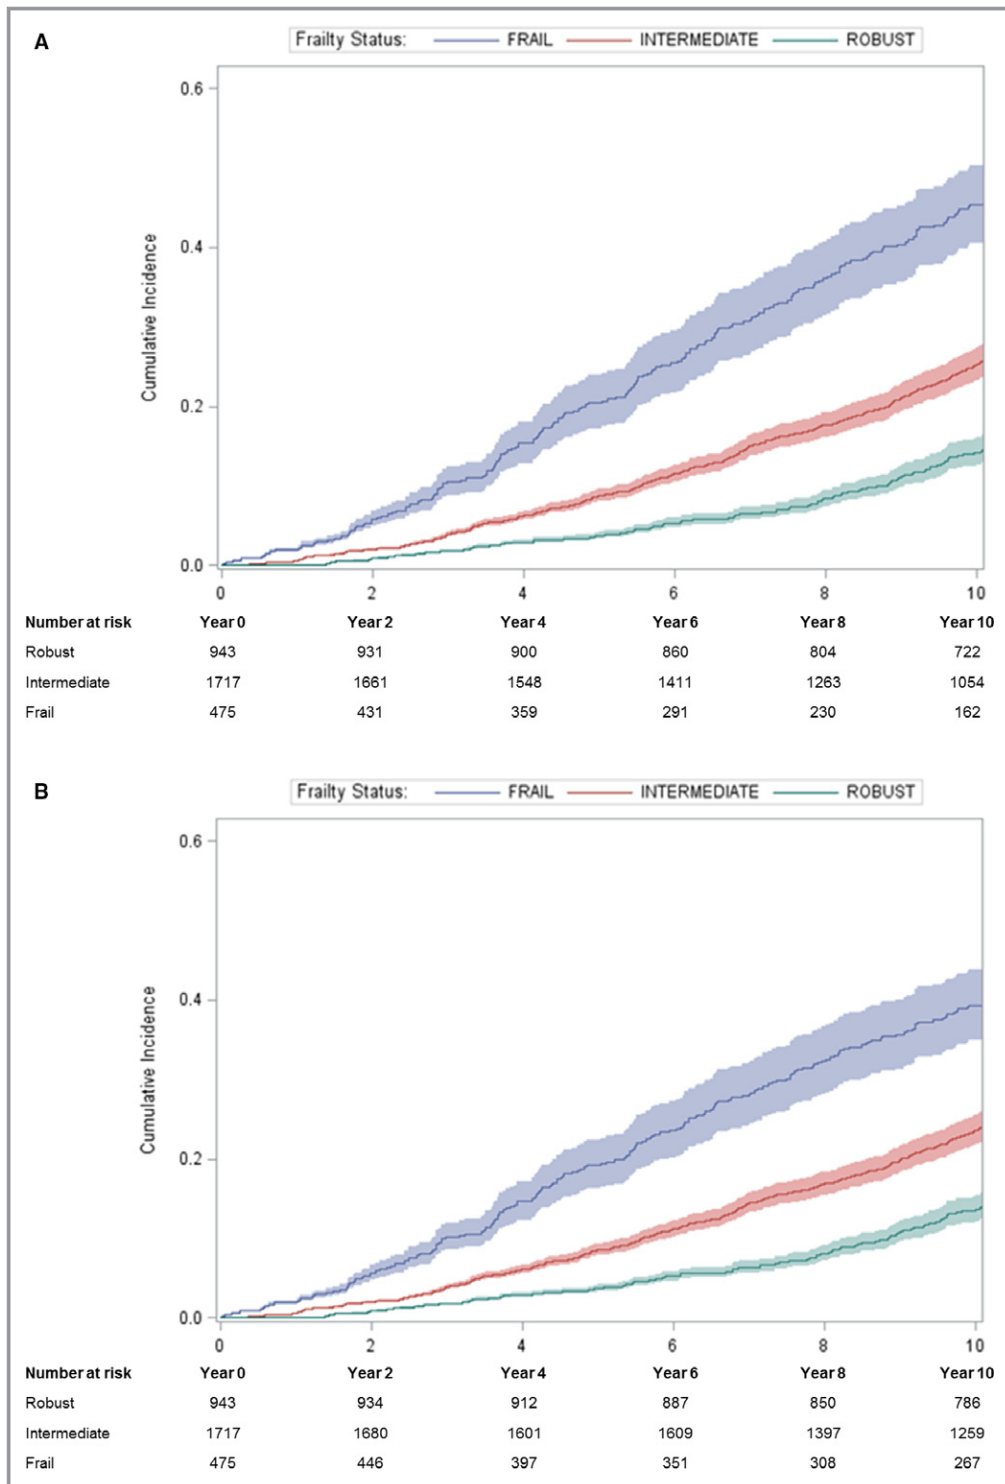 A
Frailty Status: FRAIL INTERMEDIATE ROBUST
0.6
0.4
0.2
0.0
Cumulative Incidence
0 2 4 6 8 10
Number at risk Year 0 Year 2 Year 4 Year 6 Year 8 Year 10
Robust 943 931 900 860 804 722
Intermediate 1717 1661 1548 1411 1263 1054
Frail 475 431 359 291 230 162
B
Frailty Status: FRAIL INTERMEDIATE ROBUST
0.6
0.4
0.2
0.0
Cumulative Incidence
0 2 4 6 8 10
Number at risk Year 0 Year 2 Year 4 Year 6 Year 8 Year 10
Robust 943 934 912 887 850 786
Intermediate 1717 1680 1601 1609 1397 1259
Frail 475 446 397 351 308 267